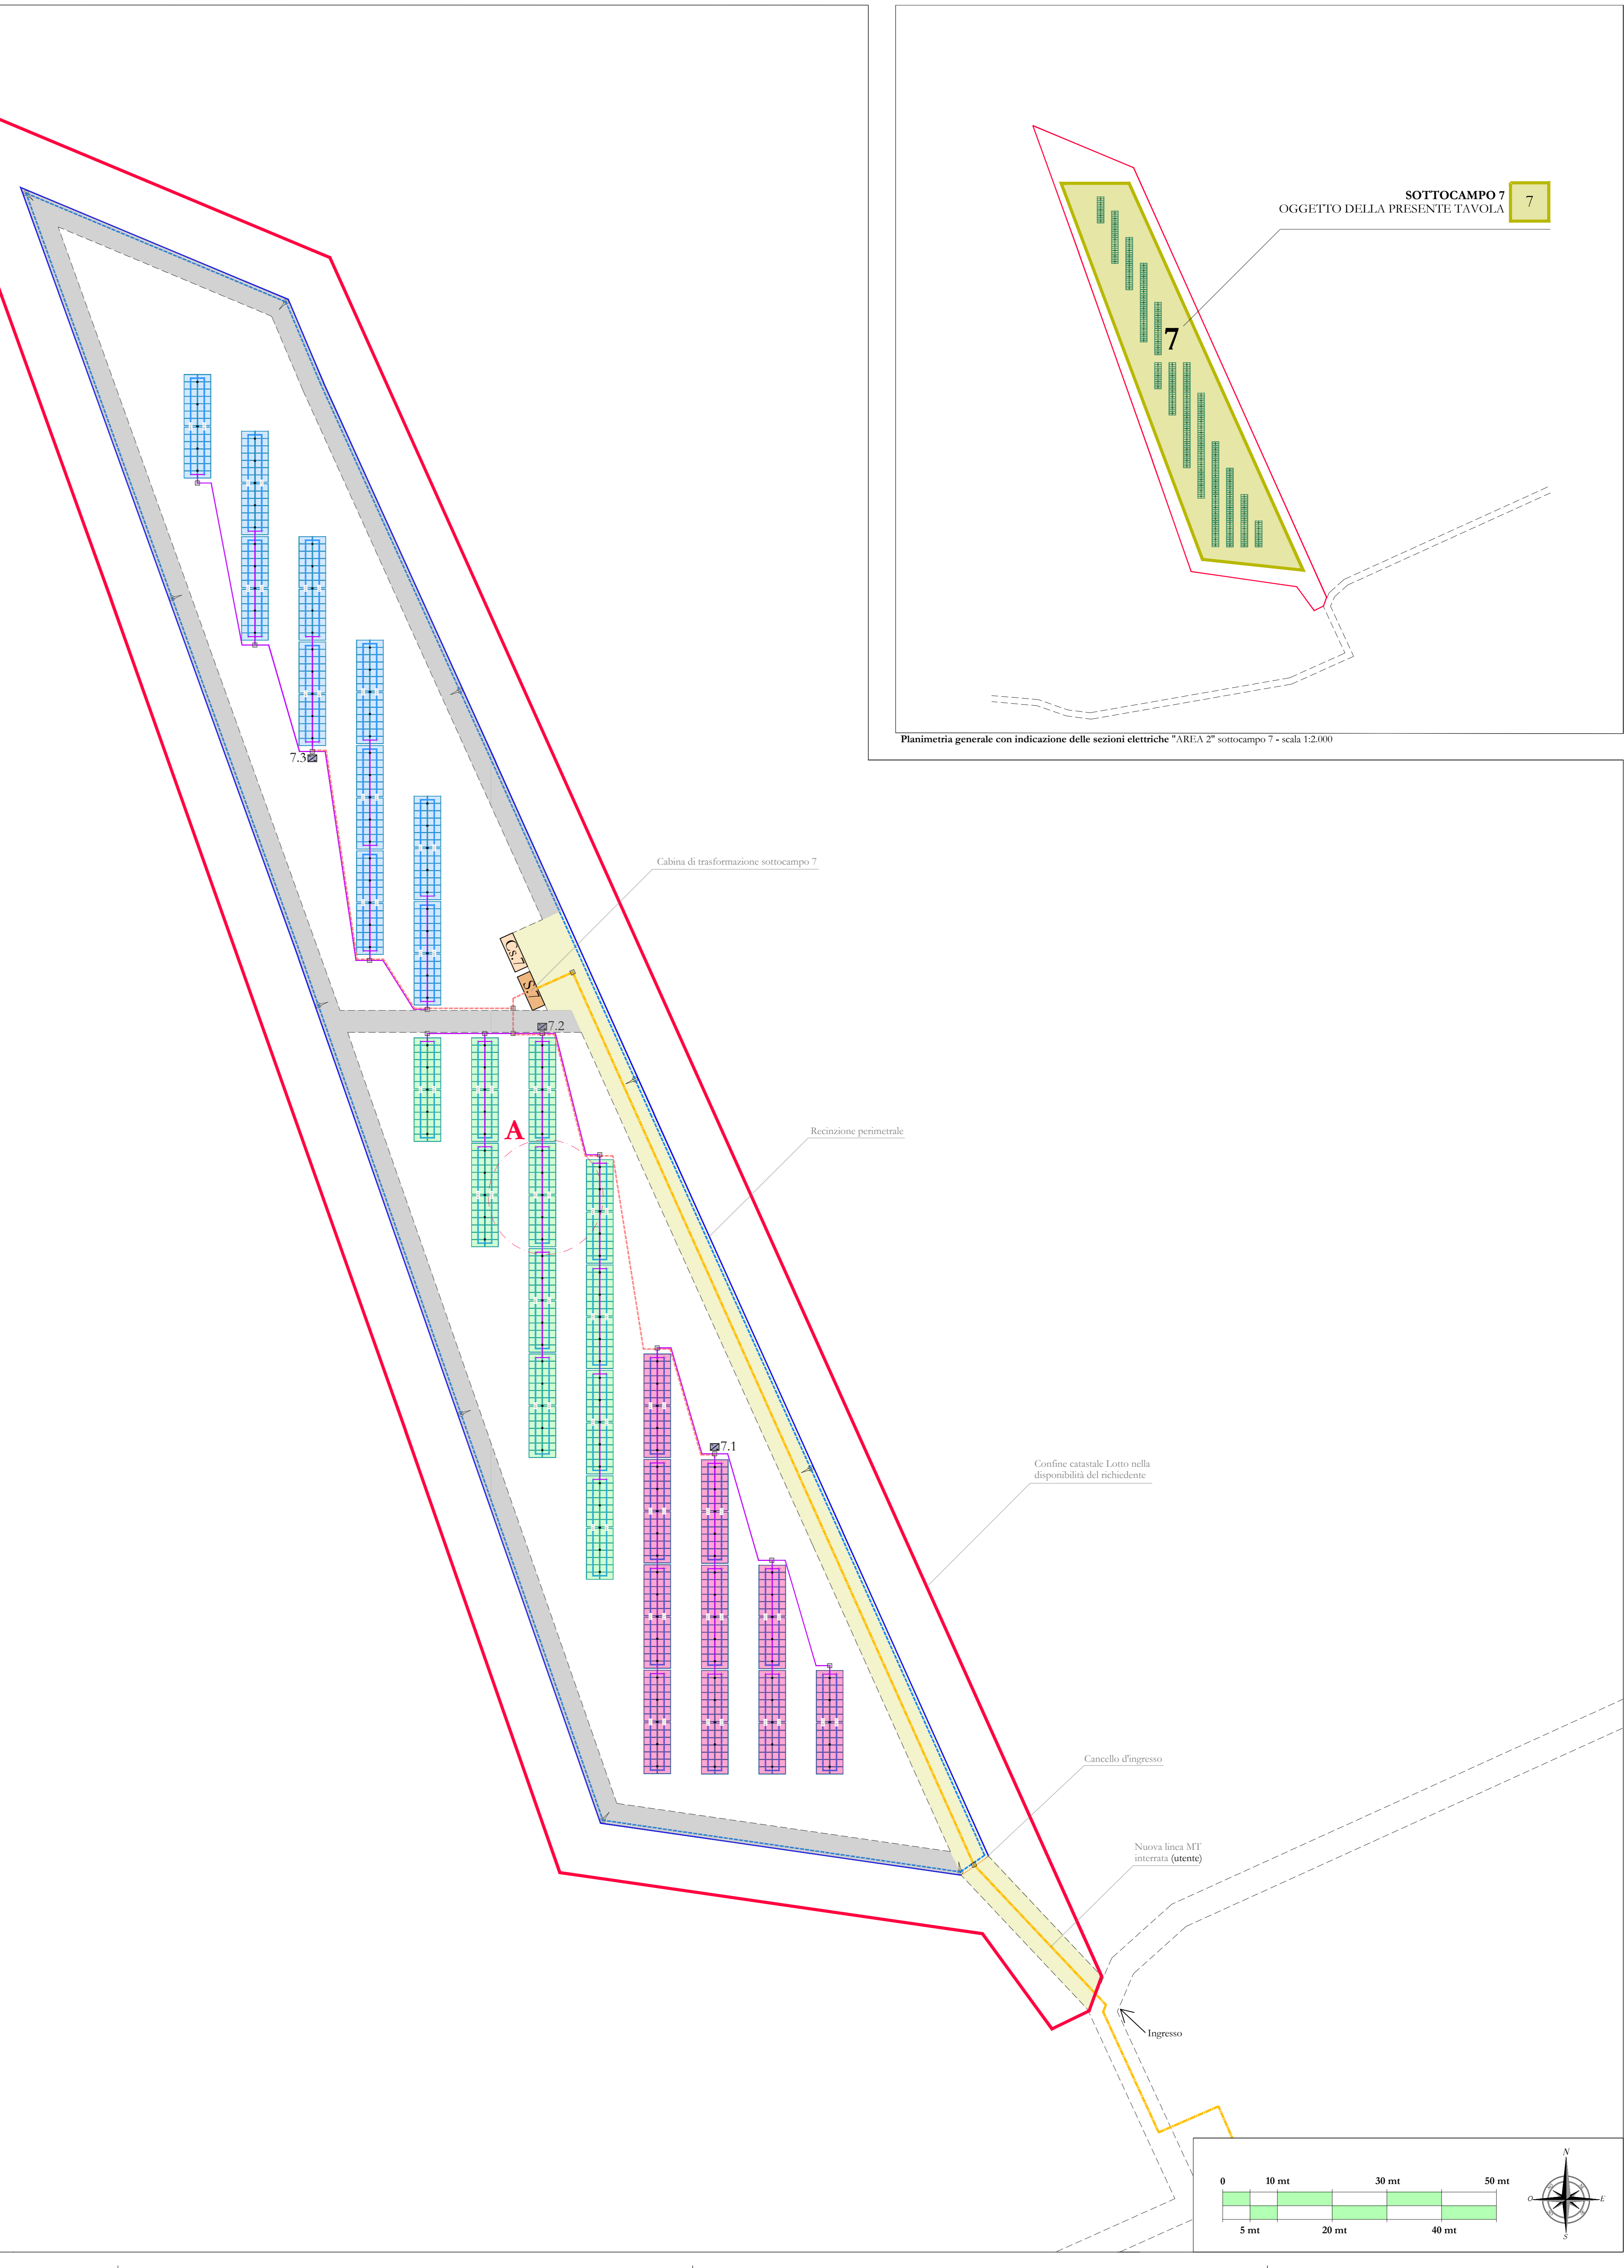 SOTTOCAMPO 7
OGGETTO DELLA PRESENTE TAVOLA
7
7
Planimetria generale con indicazione delle sezioni elettriche "AREA 2" sottocampo 7 - scala 1:2.000
7.3
Cabina di trasformazione sottocampo 7
Cs.7
S.7
7.2
A
Recinzione perimetrale
7.1
Confine catastale Lotto nella
disponibilità del richiedente
Cancello d'ingresso
Nuova linea MT
interrata (utente)
Ingresso
0 10 mt 30 mt 50 mt
5 mt 20 mt 40 mt
N
O E
S